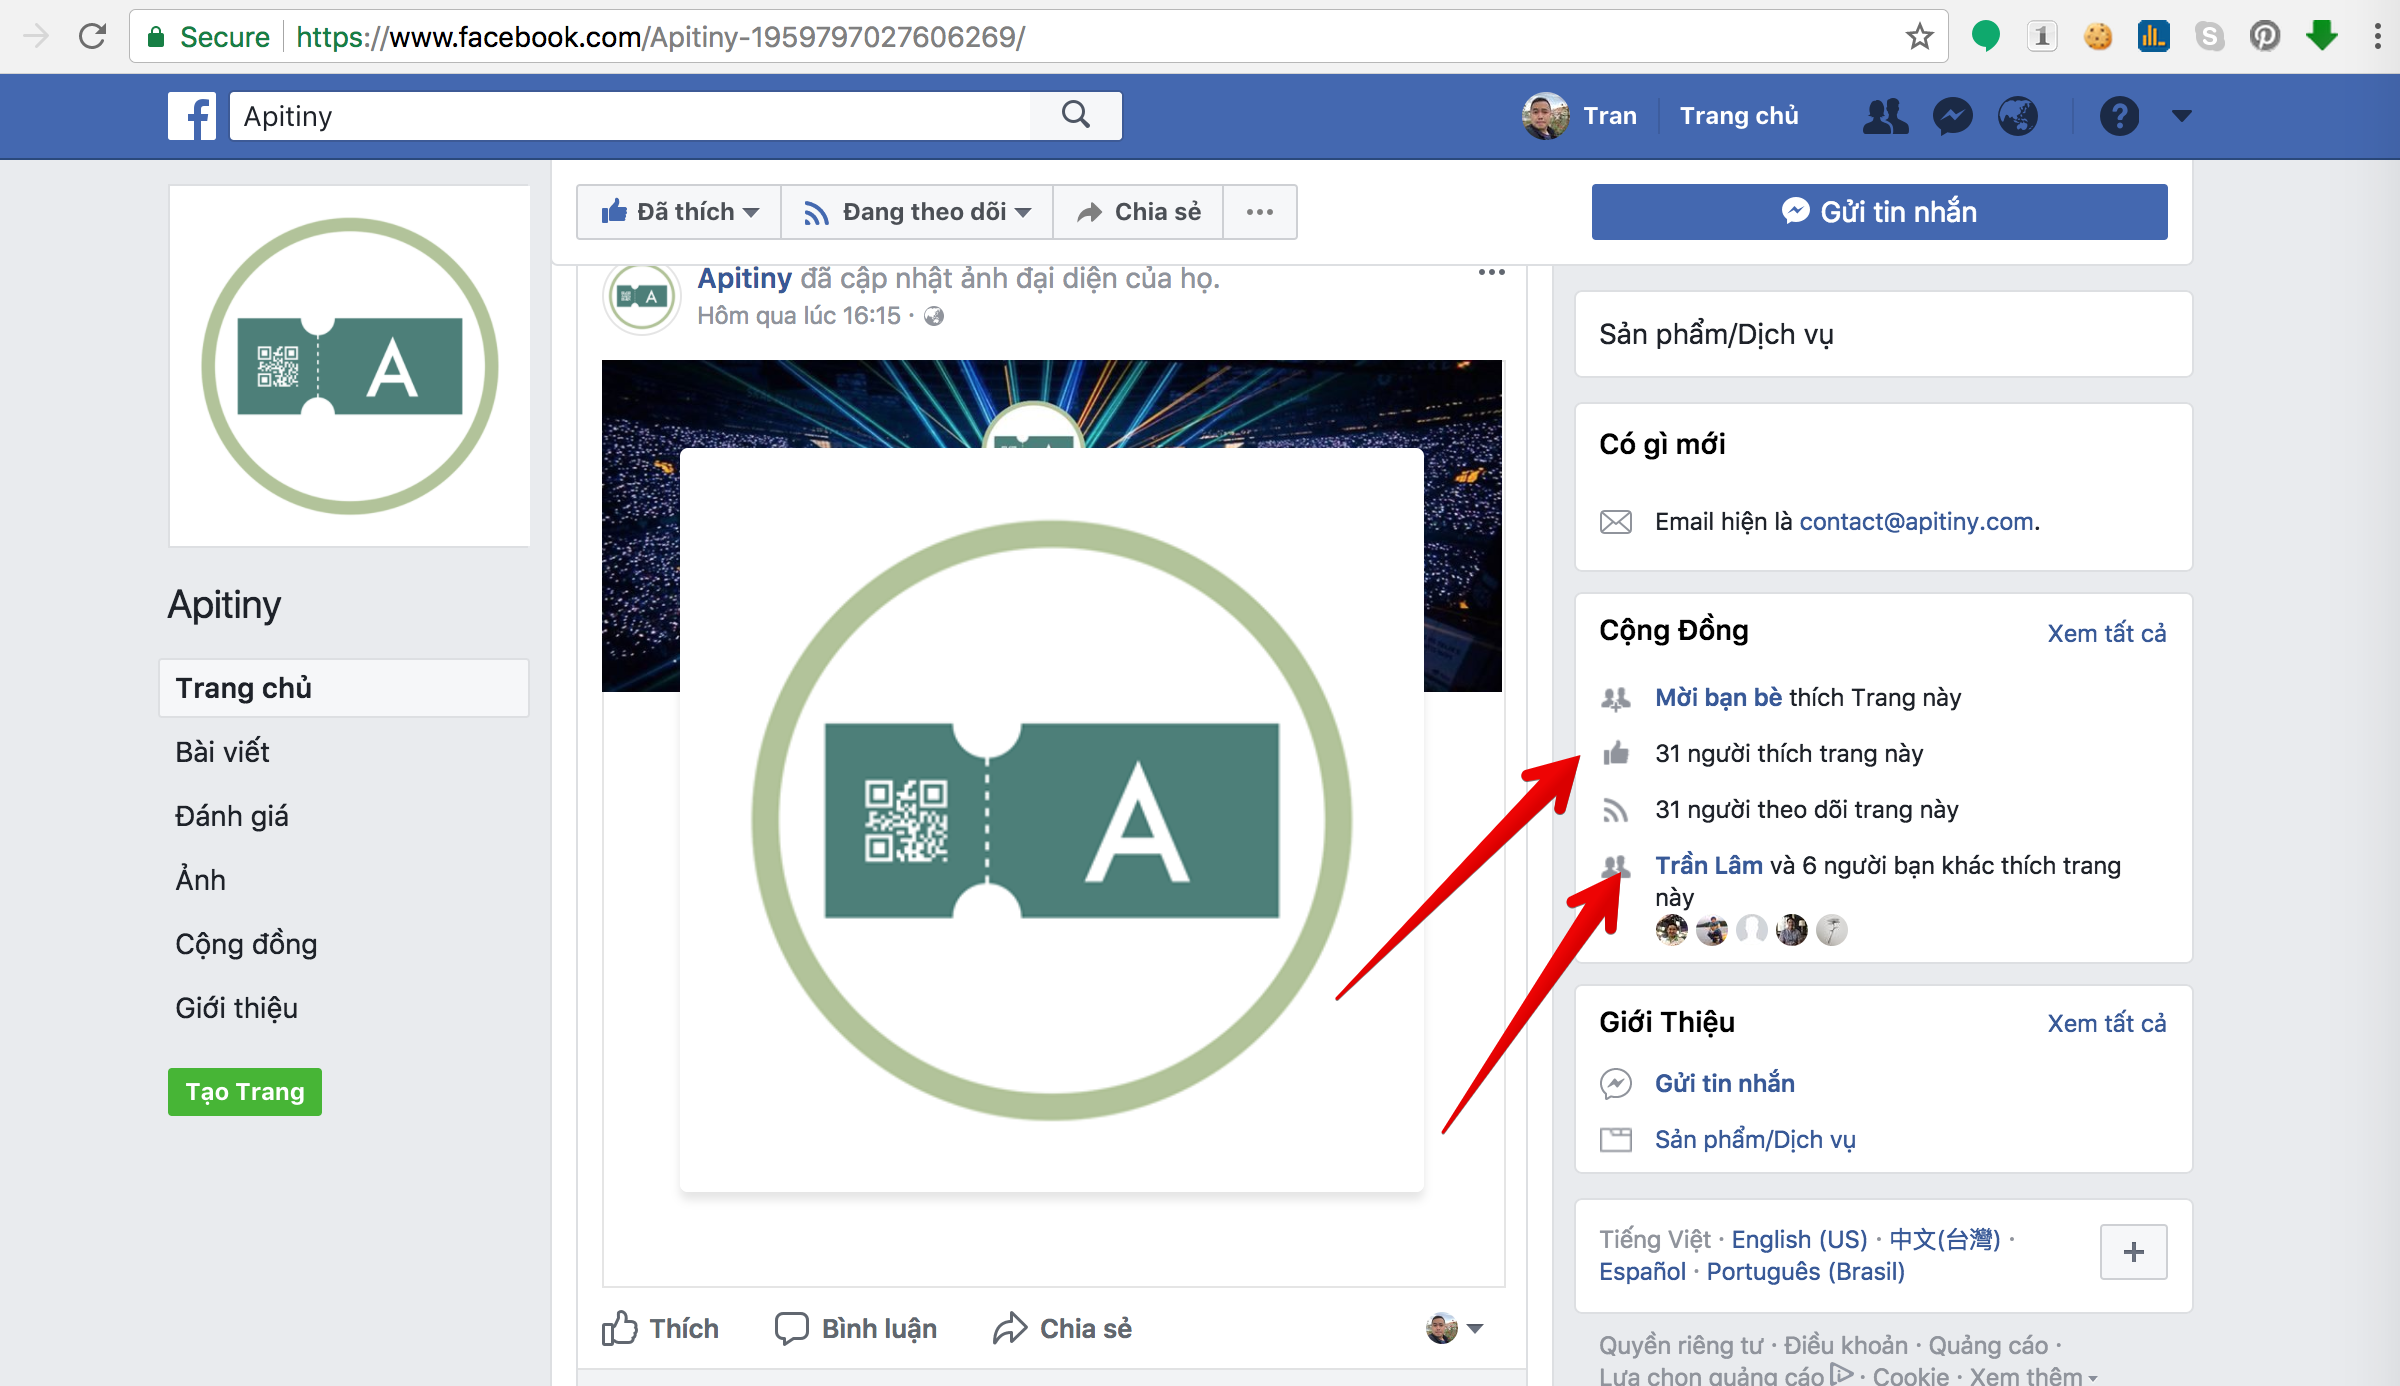 Secure https://www.facebook.com/Apitiny-1959797027606269/
Apitiny
Tran Trang chủ
Đã thích Đang theo dõi Chia sẻ
Gửi tin nhắn
A
Apitiny
Trang chủ
Bài viết
Đánh giá
Ảnh
Cộng đồng
Giới thiệu
Tạo Trang
A
Apitiny đã cập nhật ảnh đại diện của họ.
Hôm qua lúc 16:15 ·
A
Thích Bình luận Chia sẻ
Sản phẩm/Dịch vụ
Có gì mới
Email hiện là contact@apitiny.com.
Cộng Đồng Xem tất cả
Mời bạn bè thích Trang này
31 người thích trang này
31 người theo dõi trang này
Trần Lâm và 6 người bạn khác thích trang
này
Giới Thiệu Xem tất cả
Gửi tin nhắn
Sản phẩm/Dịch vụ
Tiếng Việt · English (US) · 中文(台灣) ·
Español · Português (Brasil)
Quyền riêng tư · Điều khoản · Quảng cáo ·
Lựa chọn quảng cáo · Cookie · Xem thêm